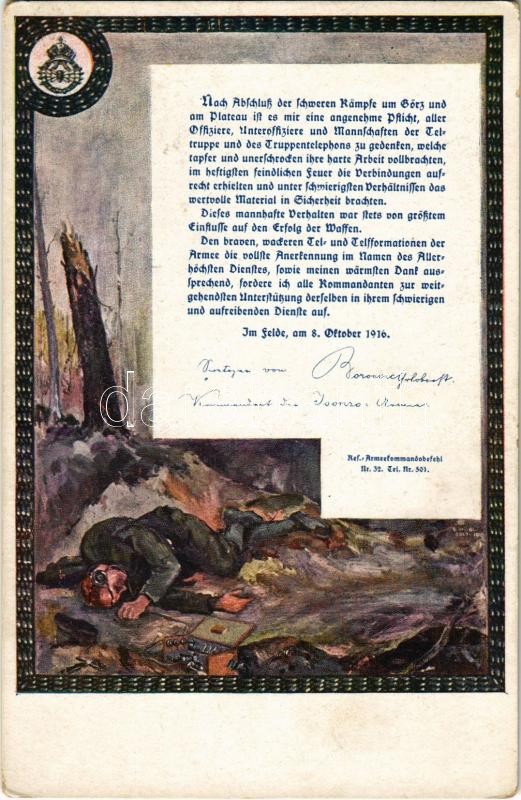 Nach Abschluß der schweren Kämpfe um Görz und
am Plateau ist es mir eine angenehme Pflicht, aller
Offiziere, Unteroffiziere und Mannschaften der Tel-
truppe und des Truppentelephons zu gedenken, welche
tapfer und unerschrocken ihre harte Arbeit vollbrachten,
im heftigsten feindlichen Feuer die Verbindungen auf-
recht erhielten und unter schwierigsten Verhältnissen das
wertvolle Material in Sicherheit brachten.
Dieses mannhafte Verhalten war stets von größtem
Einflusse auf den Erfolg der Waffen.
Den braven, wackeren Tel- und Telfformationen der
Armee die vollste Anerkennung im Namen des Aller-
höchsten Dienstes, sowie meinen wärmsten Dank aus-
sprechend, fordere ich alle Kommandanten zur weit-
gehendsten Unterstützung derselben in ihrem schwierigen
und aufreibenden Dienste auf.
Im Felde, am 8. Oktober 1916.
von Boroević
Kommandant der Isonzo-Armee.
Ref.-Armeekommandobefehl
Nr. 32. Tel. Nr. 501.